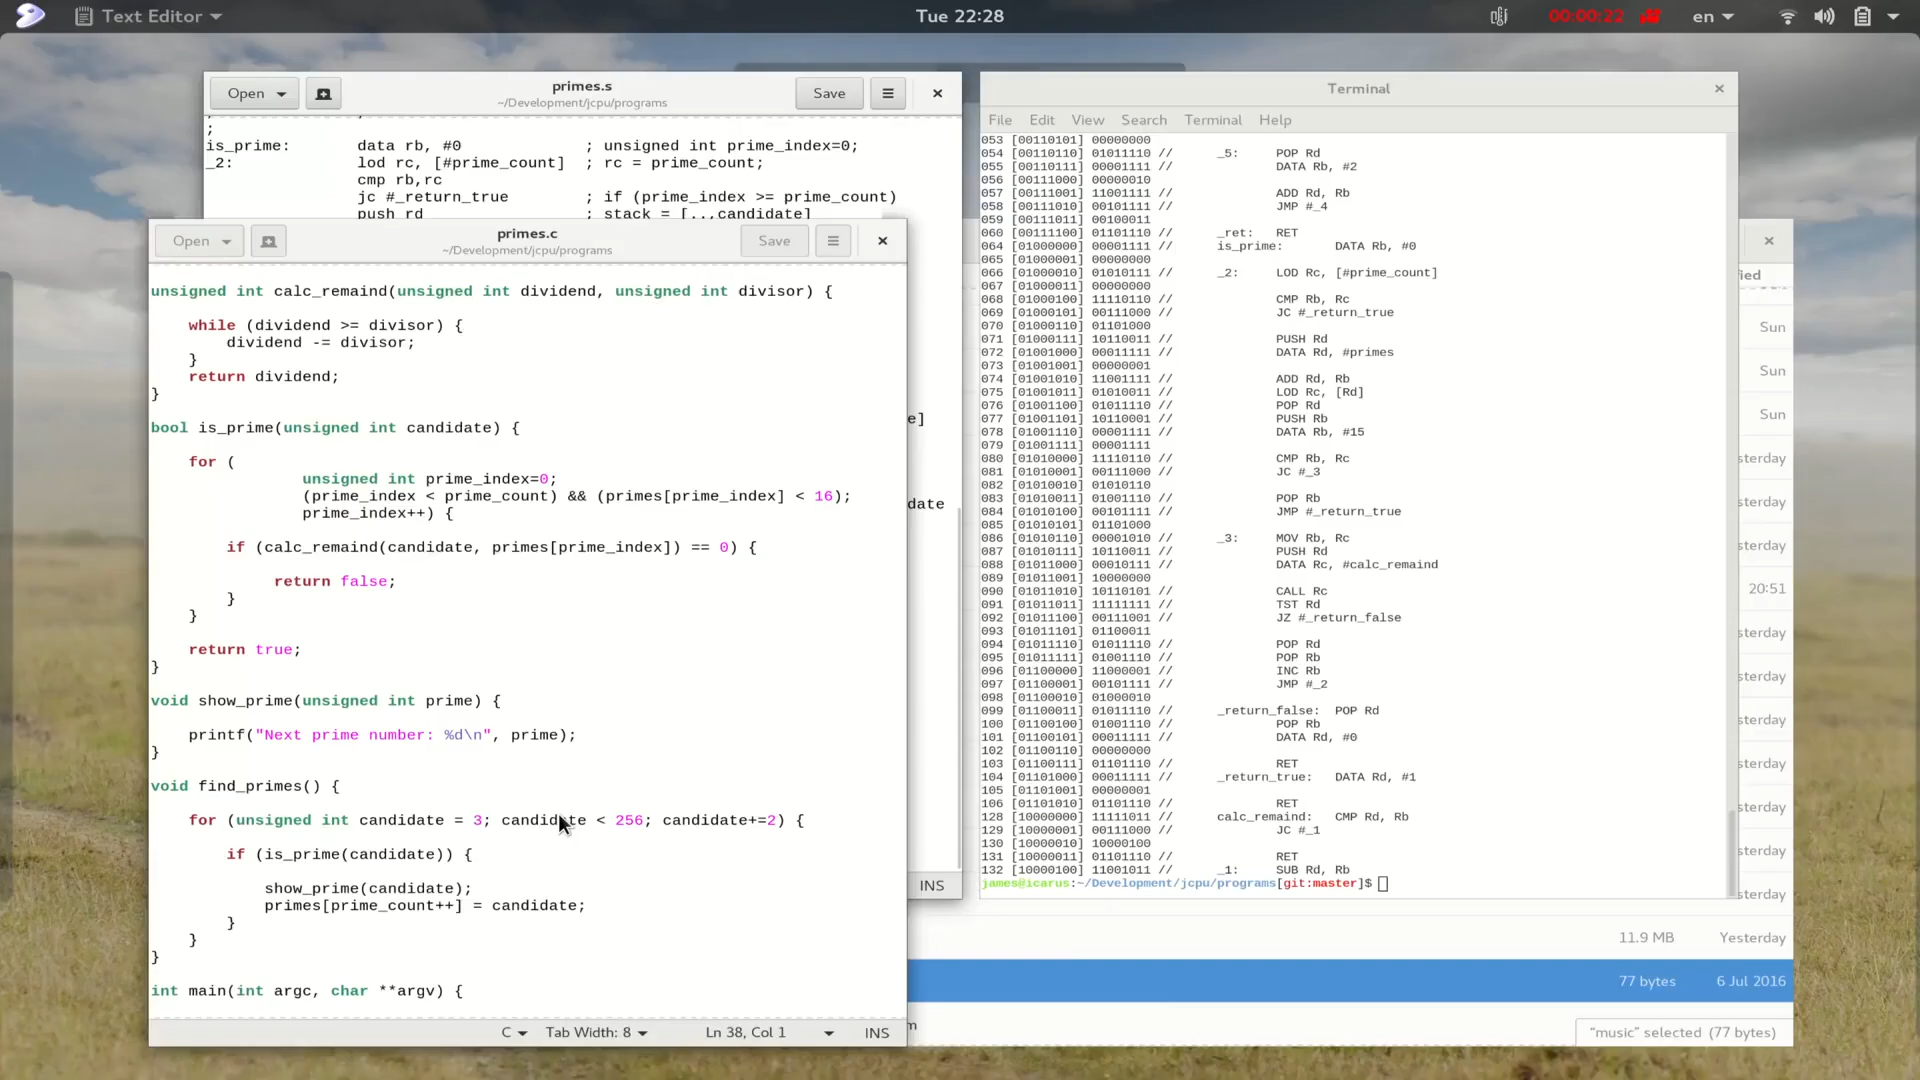 Text Editor
Tue 22:28
00:00:22
en
Open
primes.s
~/Development/jcpu/programs
Save
;
is_prime:       data rb, #0             ; unsigned int prime_index=0;
_2:             lod rc, [#prime_count]  ; rc = prime_count;
cmp rb,rc
jc #_return_true        ; if (prime_index >= prime_count)
push rd                 ; stack = [..,candidate]
e]
date
INS
Open
primes.c
~/Development/jcpu/programs
Save
unsigned int calc_remaind(unsigned int dividend, unsigned int divisor) {
while (dividend >= divisor) {
dividend -= divisor;
}
return dividend;
}
bool is_prime(unsigned int candidate) {
for (
unsigned int prime_index=0;
(prime_index < prime_count) && (primes[prime_index] < 16);
prime_index++) {
if (calc_remaind(candidate, primes[prime_index]) == 0) {
return false;
}
}
return true;
}
void show_prime(unsigned int prime) {
printf("Next prime number: %d\n", prime);
}
void find_primes() {
for (unsigned int candidate = 3; candidate < 256; candidate+=2) {
if (is_prime(candidate)) {
show_prime(candidate);
primes[prime_count++] = candidate;
}
}
}
int main(int argc, char **argv) {
C
Tab Width: 8
Ln 38, Col 1
INS
Terminal
File Edit View Search Terminal Help
053 [00110101] 00000000
054 [00110110] 01011110 //      _5:     POP Rd
055 [00110111] 00001111 //              DATA Rb, #2
056 [00111000] 00000010
057 [00111001] 11001111 //              ADD Rd, Rb
058 [00111010] 00101111 //              JMP #_4
059 [00111011] 00100011
060 [00111100] 01101110 //      _ret:   RET
064 [01000000] 00001111 //      is_prime:       DATA Rb, #0
065 [01000001] 00000000
066 [01000010] 01010111 //      _2:     LOD Rc, [#prime_count]
067 [01000011] 00000000
068 [01000100] 11110110 //              CMP Rb, Rc
069 [01000101] 00111000 //              JC #_return_true
070 [01000110] 01101000
071 [01000111] 10110011 //              PUSH Rd
072 [01001000] 00011111 //              DATA Rd, #primes
073 [01001001] 00000001
074 [01001010] 11001111 //              ADD Rd, Rb
075 [01001011] 01010011 //              LOD Rc, [Rd]
076 [01001100] 01011110 //              POP Rd
077 [01001101] 10110001 //              PUSH Rb
078 [01001110] 00001111 //              DATA Rb, #15
079 [01001111] 00001111
080 [01010000] 11110110 //              CMP Rb, Rc
081 [01010001] 00111000 //              JC #_3
082 [01010010] 01010110
083 [01010011] 01001110 //              POP Rb
084 [01010100] 00101111 //              JMP #_return_true
085 [01010101] 01101000
086 [01010110] 00001010 //      _3:     MOV Rb, Rc
087 [01010111] 10110011 //              PUSH Rd
088 [01011000] 00010111 //              DATA Rc, #calc_remaind
089 [01011001] 10000000
090 [01011010] 10110101 //              CALL Rc
091 [01011011] 11111111 //              TST Rd
092 [01011100] 00111001 //              JZ #_return_false
093 [01011101] 01100011
094 [01011110] 01011110 //              POP Rd
095 [01011111] 01001110 //              POP Rb
096 [01100000] 11000001 //              INC Rb
097 [01100001] 00101111 //              JMP #_2
098 [01100010] 01000010
099 [01100011] 01011110 //      _return_false:  POP Rd
100 [01100100] 01001110 //              POP Rb
101 [01100101] 00011111 //              DATA Rd, #0
102 [01100110] 00000000
103 [01100111] 01101110 //              RET
104 [01101000] 00011111 //      _return_true:   DATA Rd, #1
105 [01101001] 00000001
106 [01101010] 01101110 //              RET
128 [10000000] 11111011 //      calc_remaind:   CMP Rd, Rb
129 [10000001] 00111000 //              JC #_1
130 [10000010] 10000100
131 [10000011] 01101110 //              RET
132 [10000100] 11001011 //      _1:     SUB Rd, Rb
james@icarus:~/Development/jcpu/programs[git:master]$
ied
Sun
Sun
Sun
sterday
sterday
sterday
20:51
sterday
sterday
sterday
sterday
sterday
sterday
11.9 MB Yesterday
77 bytes 6 Jul 2016
m
"music" selected (77 bytes)